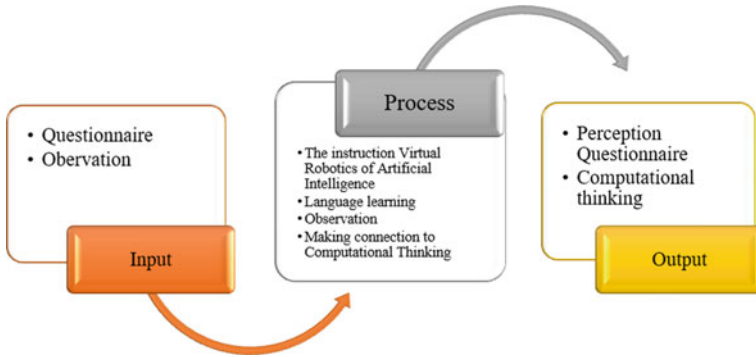 • Questionnaire
• Obervation
Input
Process
• The instruction Virtual
Robotics of Artificial
Intelligence
• Language learning
• Observation
• Making connection to
Computational Thinking
• Perception
Questionnaire
• Computational
thinking
Output